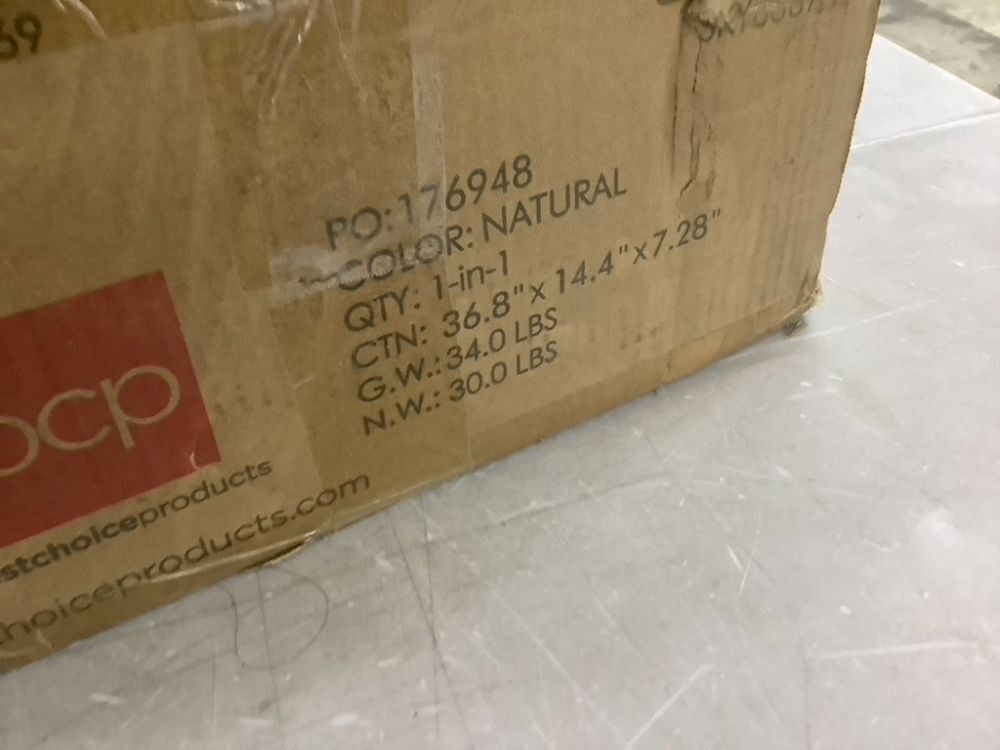 69
PO: 176948
COLOR: NATURAL
QTY: 1-in-1
CTN: 36.8" x 14.4" x 7.28"
G.W.: 34.0 LBS
N.W.: 30.0 LBS
bcp
stchoiceproducts
choiceproducts.com